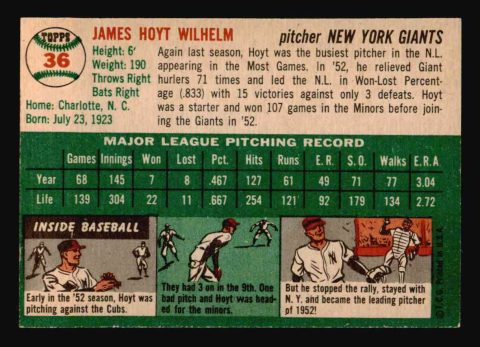 TOPPS
36
JAMES HOYT WILHELM
pitcher NEW YORK GIANTS
Height: 6'
Weight: 190
Throws Right
Bats Right
Home: Charlotte, N. C.
Born: July 23, 1923
Again last season, Hoyt was the busiest pitcher in the N.L.
appearing in the Most Games. In '52, he relieved Giant
hurlers 71 times and led the N.L. in Won-Lost Percent-
age (.833) with 15 victories against only 3 defeats. Hoyt
was a starter and won 107 games in the Minors before join-
ing the Giants in '52.
MAJOR LEAGUE PITCHING RECORD
Games Innings Won Lost Pct. Hits Runs E.R. S.O. Walks E.R.A.
Year 68 145 7 8 .467 127 61 49 71 77 3.04
Life 139 304 22 11 .667 254 121 92 179 134 2.72
INSIDE BASEBALL
Early in the '52 season, Hoyt was
pitching against the Cubs.
They had 3 on in the 9th. One
bad pitch and Hoyt was head-
ed for the minors.
But he stopped the rally, stayed with
N. Y. and became the leading pitcher
of 1952!
© T.C.G. Printed in U.S.A.